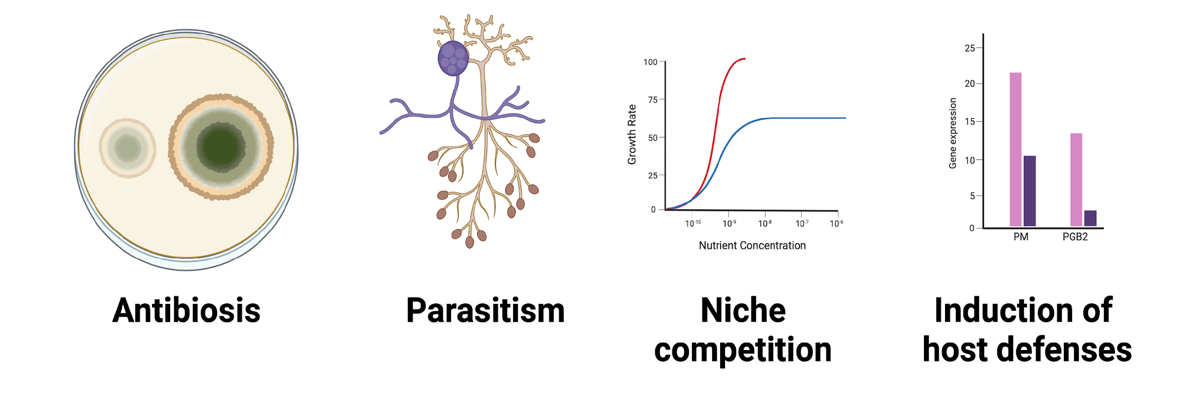 100
75
50
25
0
Growth Rate
10-10
10-9
10-8
10-7
10-6
Nutrient Concentration
25
20
15
10
5
0
Gene expression
PM
PGB2
Antibiosis
Parasitism
Niche
competition
Induction of
host defenses